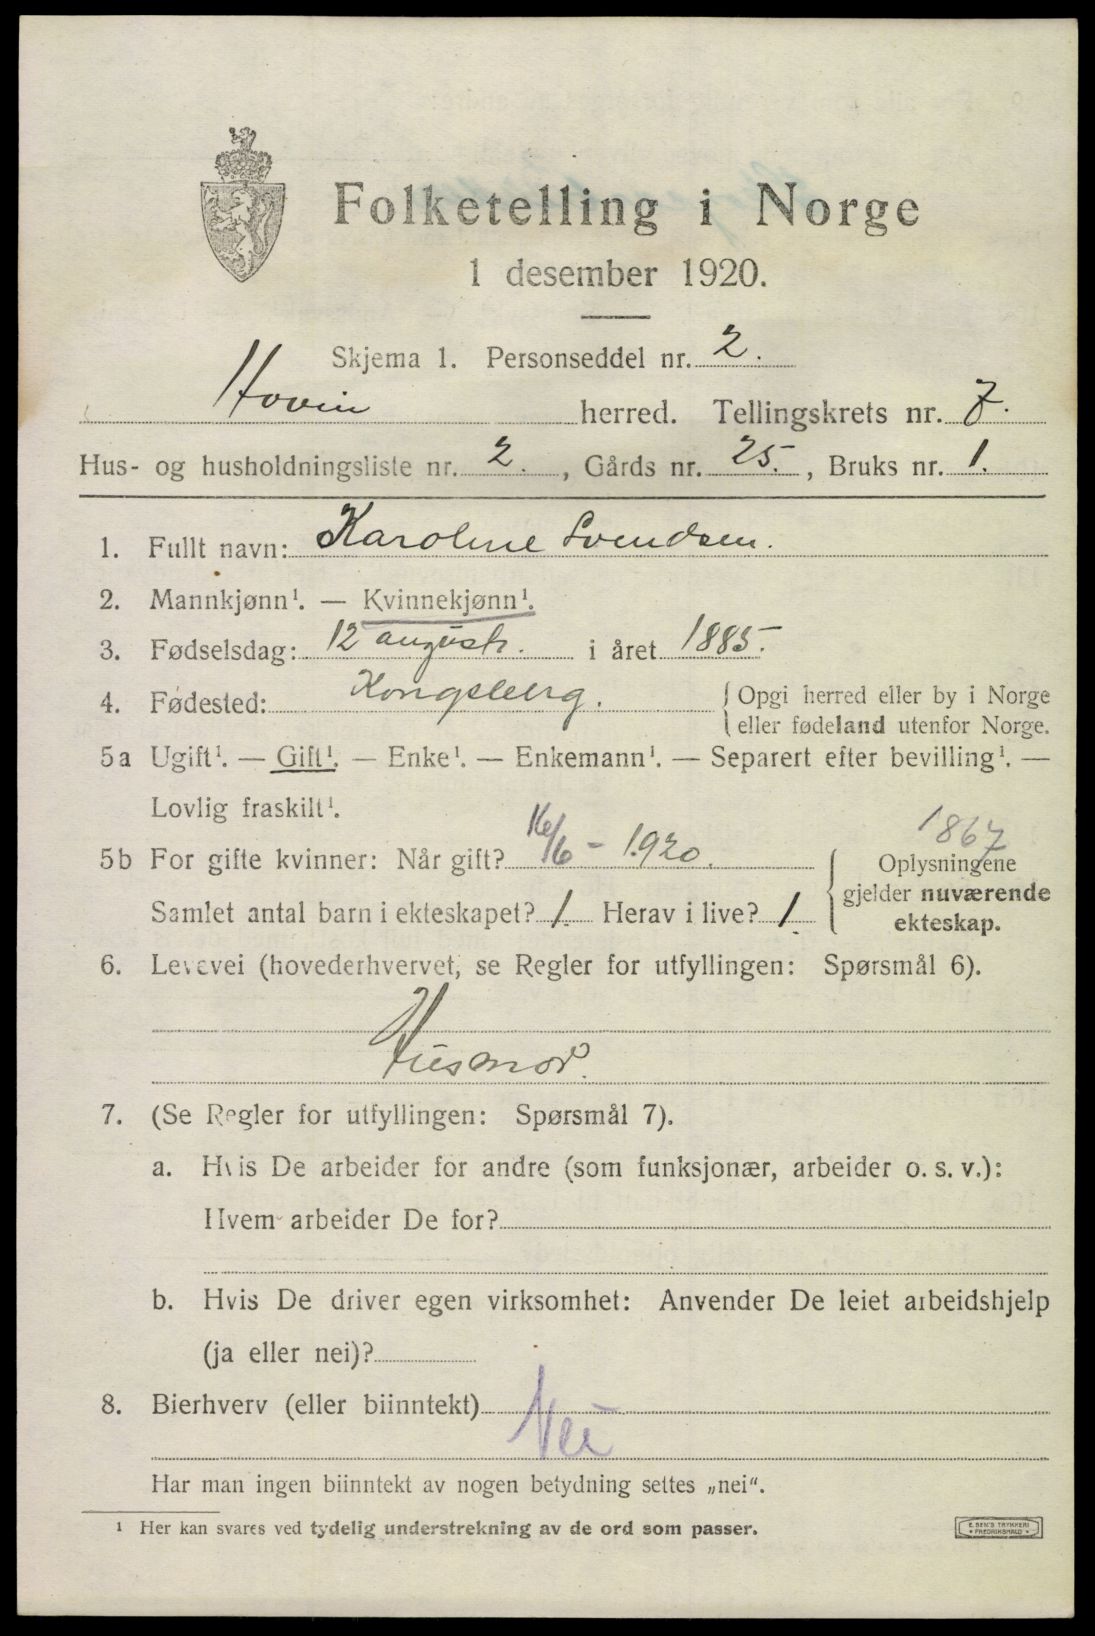 Folketelling i Norge
1 desember 1920.
Skjema 1. Personseddel nr. 2.
Hovin herred. Tellingskrets nr. 7.
Hus- og husholdningsliste nr. 2. , Gårds nr. 25. , Bruks nr. 1.
1. Fullt navn: Karoline Svendsen.
2. Mannkjønn¹. — Kvinnekjønn¹.
3. Fødselsdag: 12 august. i året 1885.
4. Fødested: Kongsberg. { Opgi herred eller by i Norge
eller fødeland utenfor Norge.
5a Ugift¹. — Gift¹. — Enke¹. — Enkemann¹. — Separert efter bevilling¹. —
Lovlig fraskilt¹.
1867
5b For gifte kvinner: Når gift? 16/6 - 1920. { Oplysningene
gjelder nuværende
ekteskap.
Samlet antal barn i ekteskapet? 1. Herav i live? 1.
6. Levevei (hovederhvervet, se Regler for utfyllingen: Spørsmål 6).
Husmor.
7. (Se Regler for utfyllingen: Spørsmål 7).
a. Hvis De arbeider for andre (som funksjonær, arbeider o. s. v.):
Hvem arbeider De for?
b. Hvis De driver egen virksomhet: Anvender De leiet arbeidshjelp
(ja eller nei)?
8. Bierhverv (eller biinntekt) Nei
Har man ingen biinntekt av nogen betydning settes „nei“.
¹ Her kan svares ved tydelig understrekning av de ord som passer.
E. SEM'S TRYKKERI
• FREDRIKSHALD •